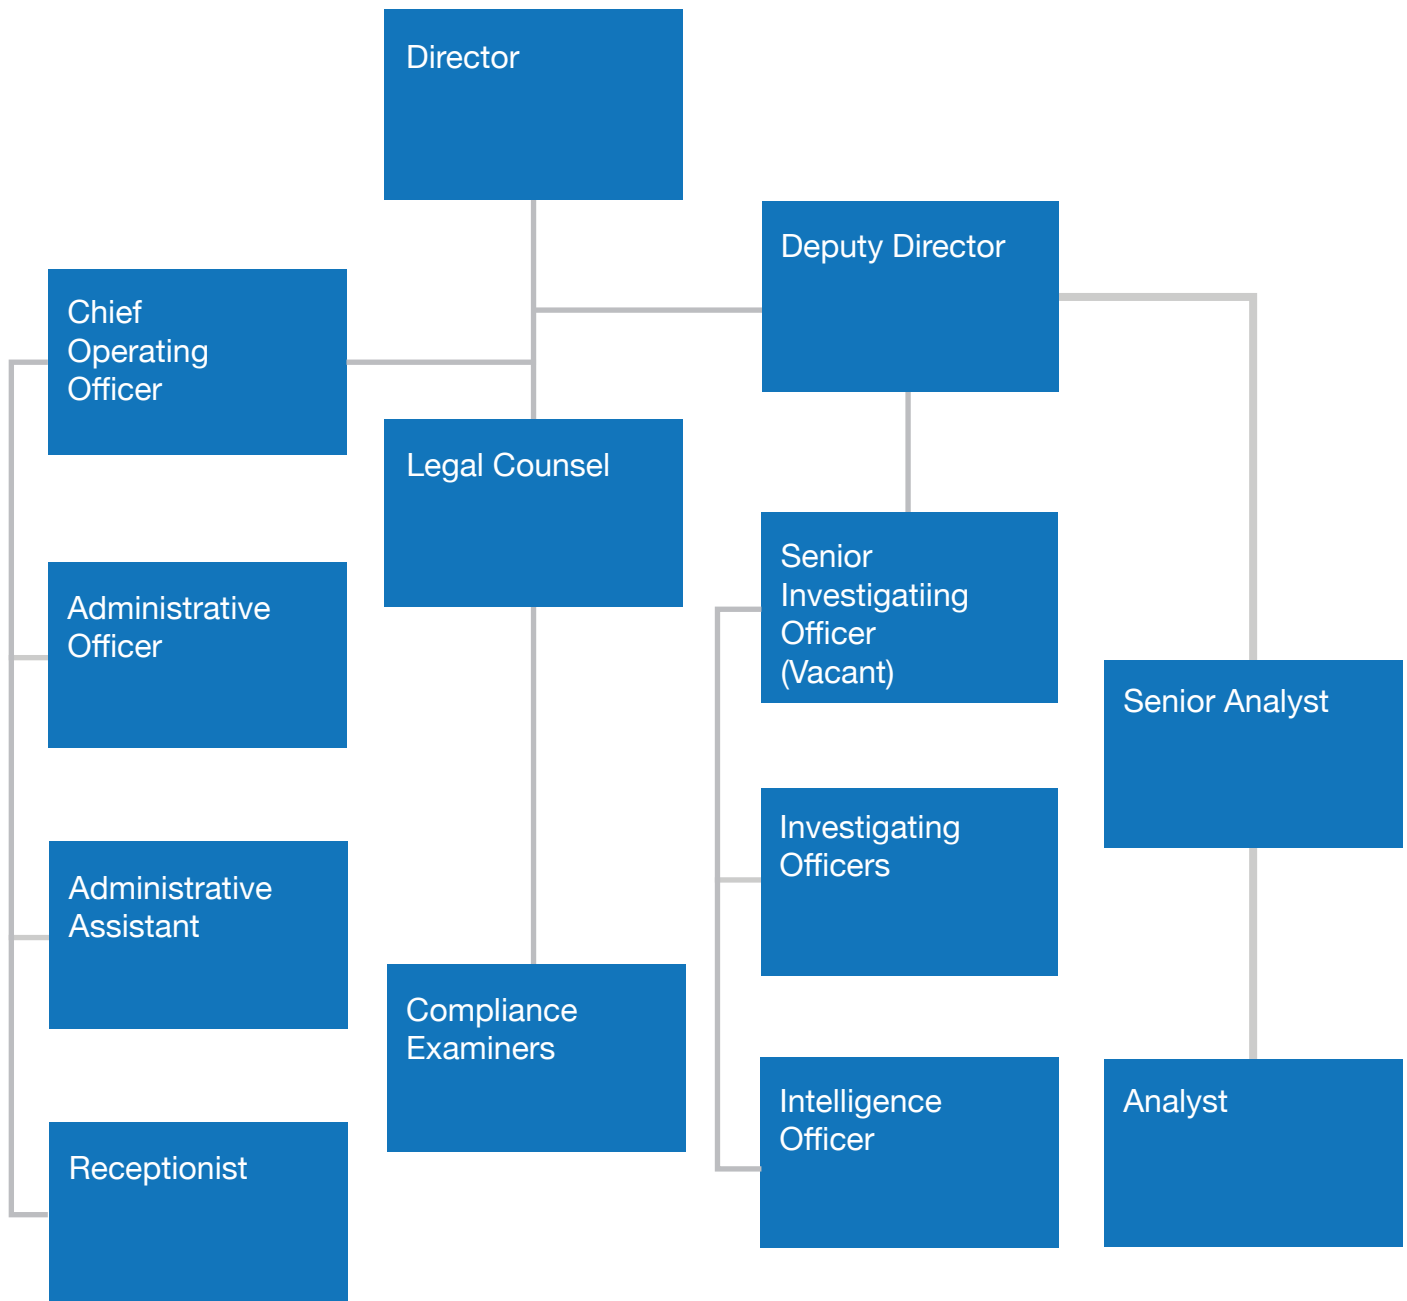 Director
Deputy Director
Chief
Operating
Officer
Legal Counsel
Senior
Investigatiing
Officer
(Vacant)
Administrative
Officer
Senior Analyst
Investigating
Officers
Administrative
Assistant
Compliance
Examiners
Intelligence
Officer
Analyst
Receptionist